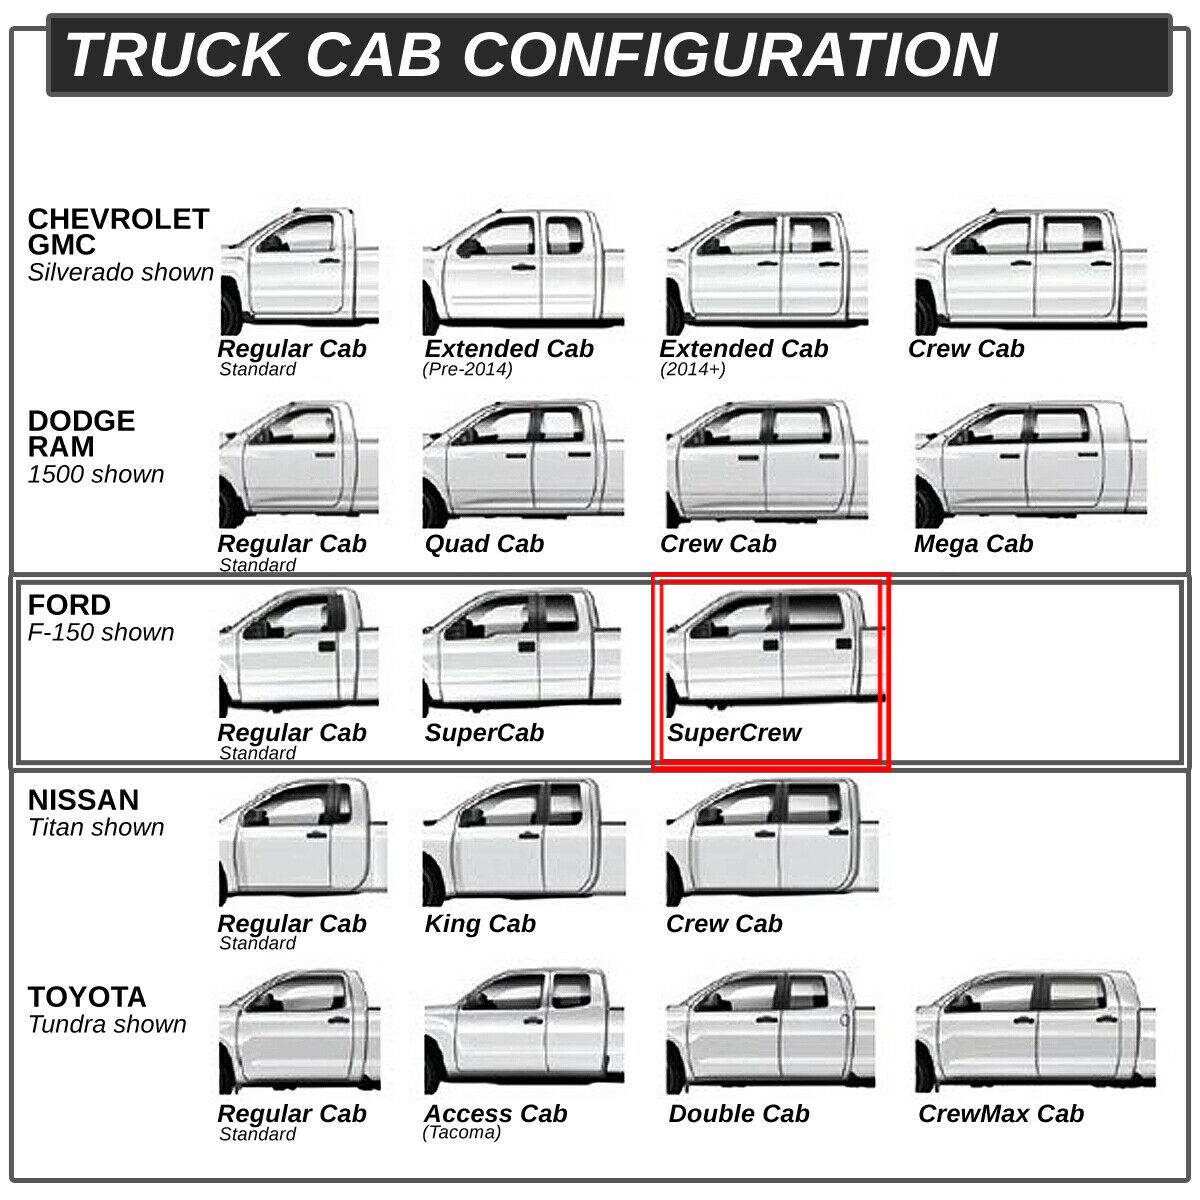 TRUCK CAB CONFIGURATION
CHEVROLET
GMC
Silverado shown
Regular Cab
Standard
Extended Cab
(Pre-2014)
Extended Cab
(2014+)
Crew Cab
DODGE
RAM
1500 shown
Regular Cab
Standard
Quad Cab
Crew Cab
Mega Cab
FORD
F-150 shown
Regular Cab
Standard
SuperCab
SuperCrew
NISSAN
Titan shown
Regular Cab
Standard
King Cab
Crew Cab
TOYOTA
Tundra shown
Regular Cab
Standard
Access Cab
(Tacoma)
Double Cab
CrewMax Cab